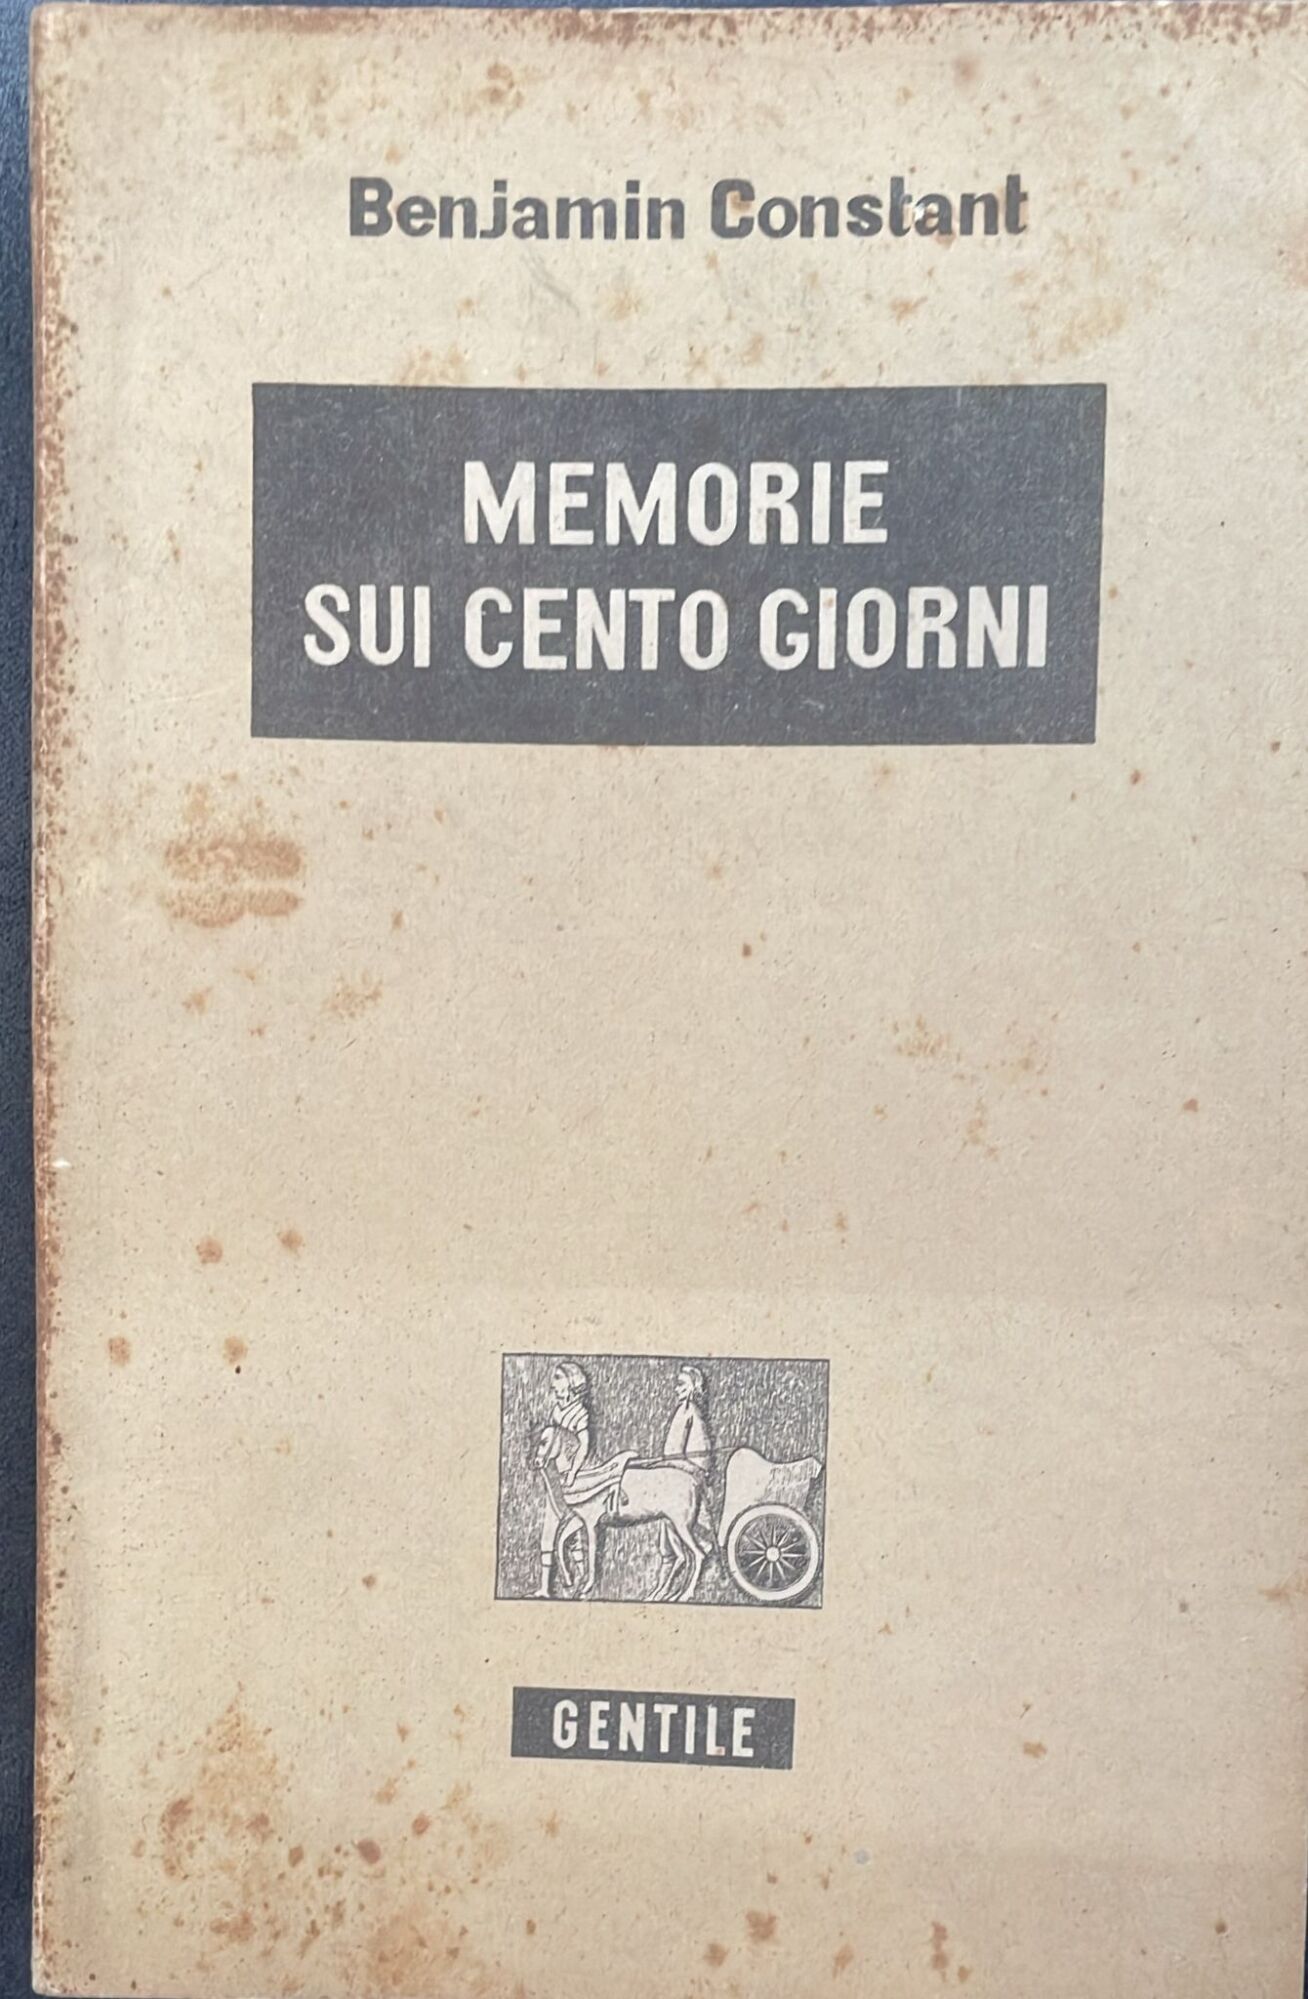 Benjamin Constant
MEMORIE
SUI CENTO GIORNI
GENTILE